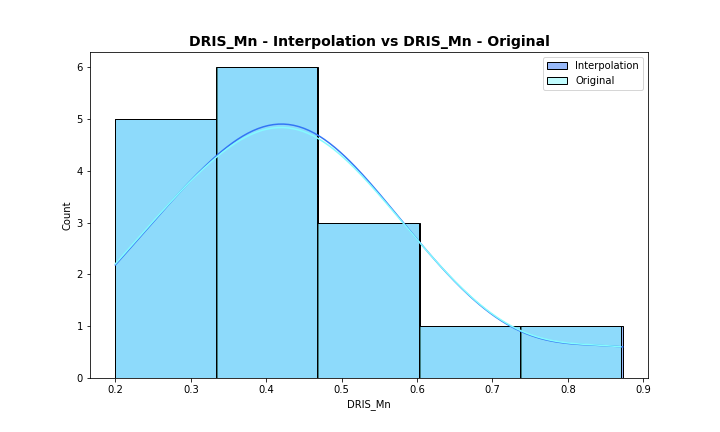 DRIS_Mn - Interpolation vs DRIS_Mn - Original
Interpolation
Original
6
5
4
3
2
1
0
Count
0.2 0.3 0.4 0.5 0.6 0.7 0.8 0.9
DRIS_Mn